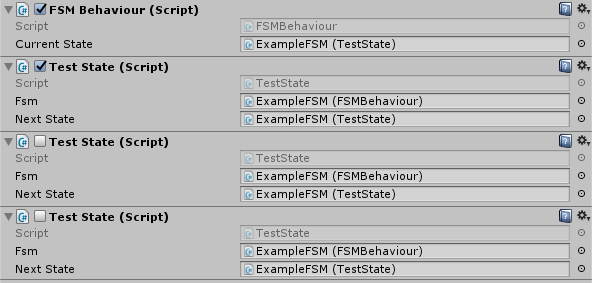 FSM Behaviour (Script)
Script FSMBehaviour
Current State ExampleFSM (TestState)
Test State (Script)
Script TestState
Fsm ExampleFSM (FSMBehaviour)
Next State ExampleFSM (TestState)
Test State (Script)
Script TestState
Fsm ExampleFSM (FSMBehaviour)
Next State ExampleFSM (TestState)
Test State (Script)
Script TestState
Fsm ExampleFSM (FSMBehaviour)
Next State ExampleFSM (TestState)